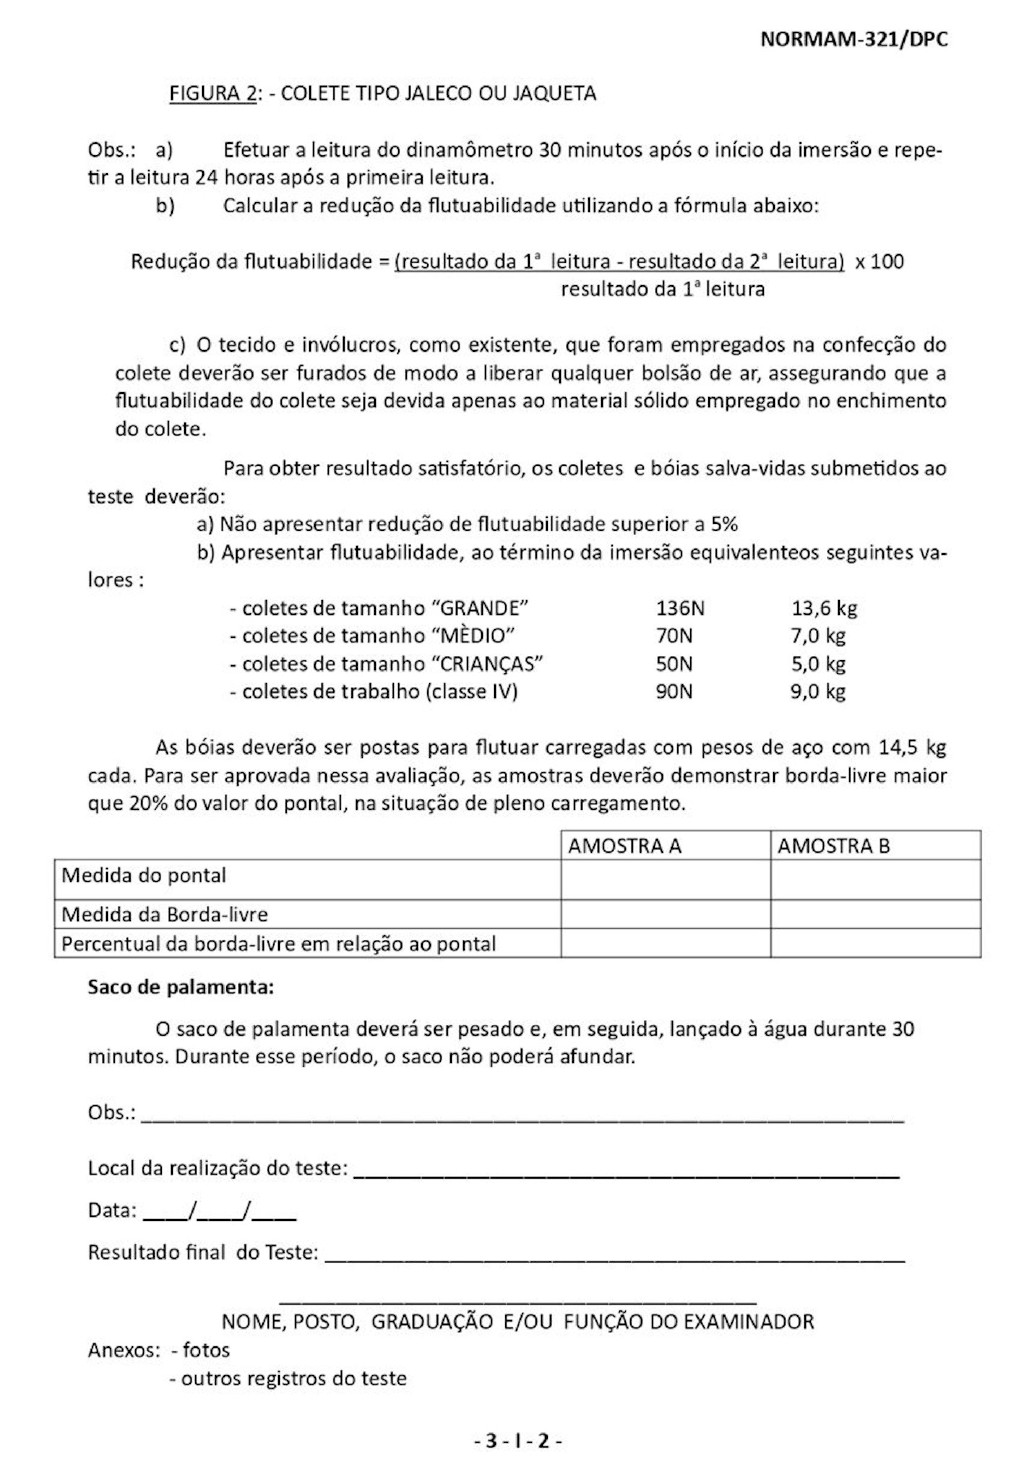 NORMAM-321/DPC
FIGURA 2: - COLETE TIPO JALECO OU JAQUETA
Obs.: a) Efetuar a leitura do dinamômetro 30 minutos após o início da imersão e repe-
tir a leitura 24 horas após a primeira leitura.
b) Calcular a redução da flutuabilidade utilizando a fórmula abaixo:
Redução da flutuabilidade = (resultado da 1ª leitura - resultado da 2ª leitura) x 100
resultado da 1ª leitura
c) O tecido e invólucros, como existente, que foram empregados na confecção do
colete deverão ser furados de modo a liberar qualquer bolsão de ar, assegurando que a
flutuabilidade do colete seja devida apenas ao material sólido empregado no enchimento
do colete.
Para obter resultado satisfatório, os coletes e bóias salva-vidas submetidos ao
teste deverão:
a) Não apresentar redução de flutuabilidade superior a 5%
b) Apresentar flutuabilidade, ao término da imersão equivalenteos seguintes va-
lores :
- coletes de tamanho “GRANDE” 136N 13,6 kg
- coletes de tamanho “MÈDIO” 70N 7,0 kg
- coletes de tamanho “CRIANÇAS” 50N 5,0 kg
- coletes de trabalho (classe IV) 90N 9,0 kg
As bóias deverão ser postas para flutuar carregadas com pesos de aço com 14,5 kg
cada. Para ser aprovada nessa avaliação, as amostras deverão demonstrar borda-livre maior
que 20% do valor do pontal, na situação de pleno carregamento.
AMOSTRA A AMOSTRA B
Medida do pontal
Medida da Borda-livre
Percentual da borda-livre em relação ao pontal
Saco de palamenta:
O saco de palamenta deverá ser pesado e, em seguida, lançado à água durante 30
minutos. Durante esse período, o saco não poderá afundar.
Obs.: ____________________
Local da realização do teste: ____________________
Data: ____/____/____
Resultado final do Teste: ____________________
NOME, POSTO, GRADUAÇÃO E/OU FUNÇÃO DO EXAMINADOR
Anexos: - fotos
- outros registros do teste
- 3 - I - 2 -